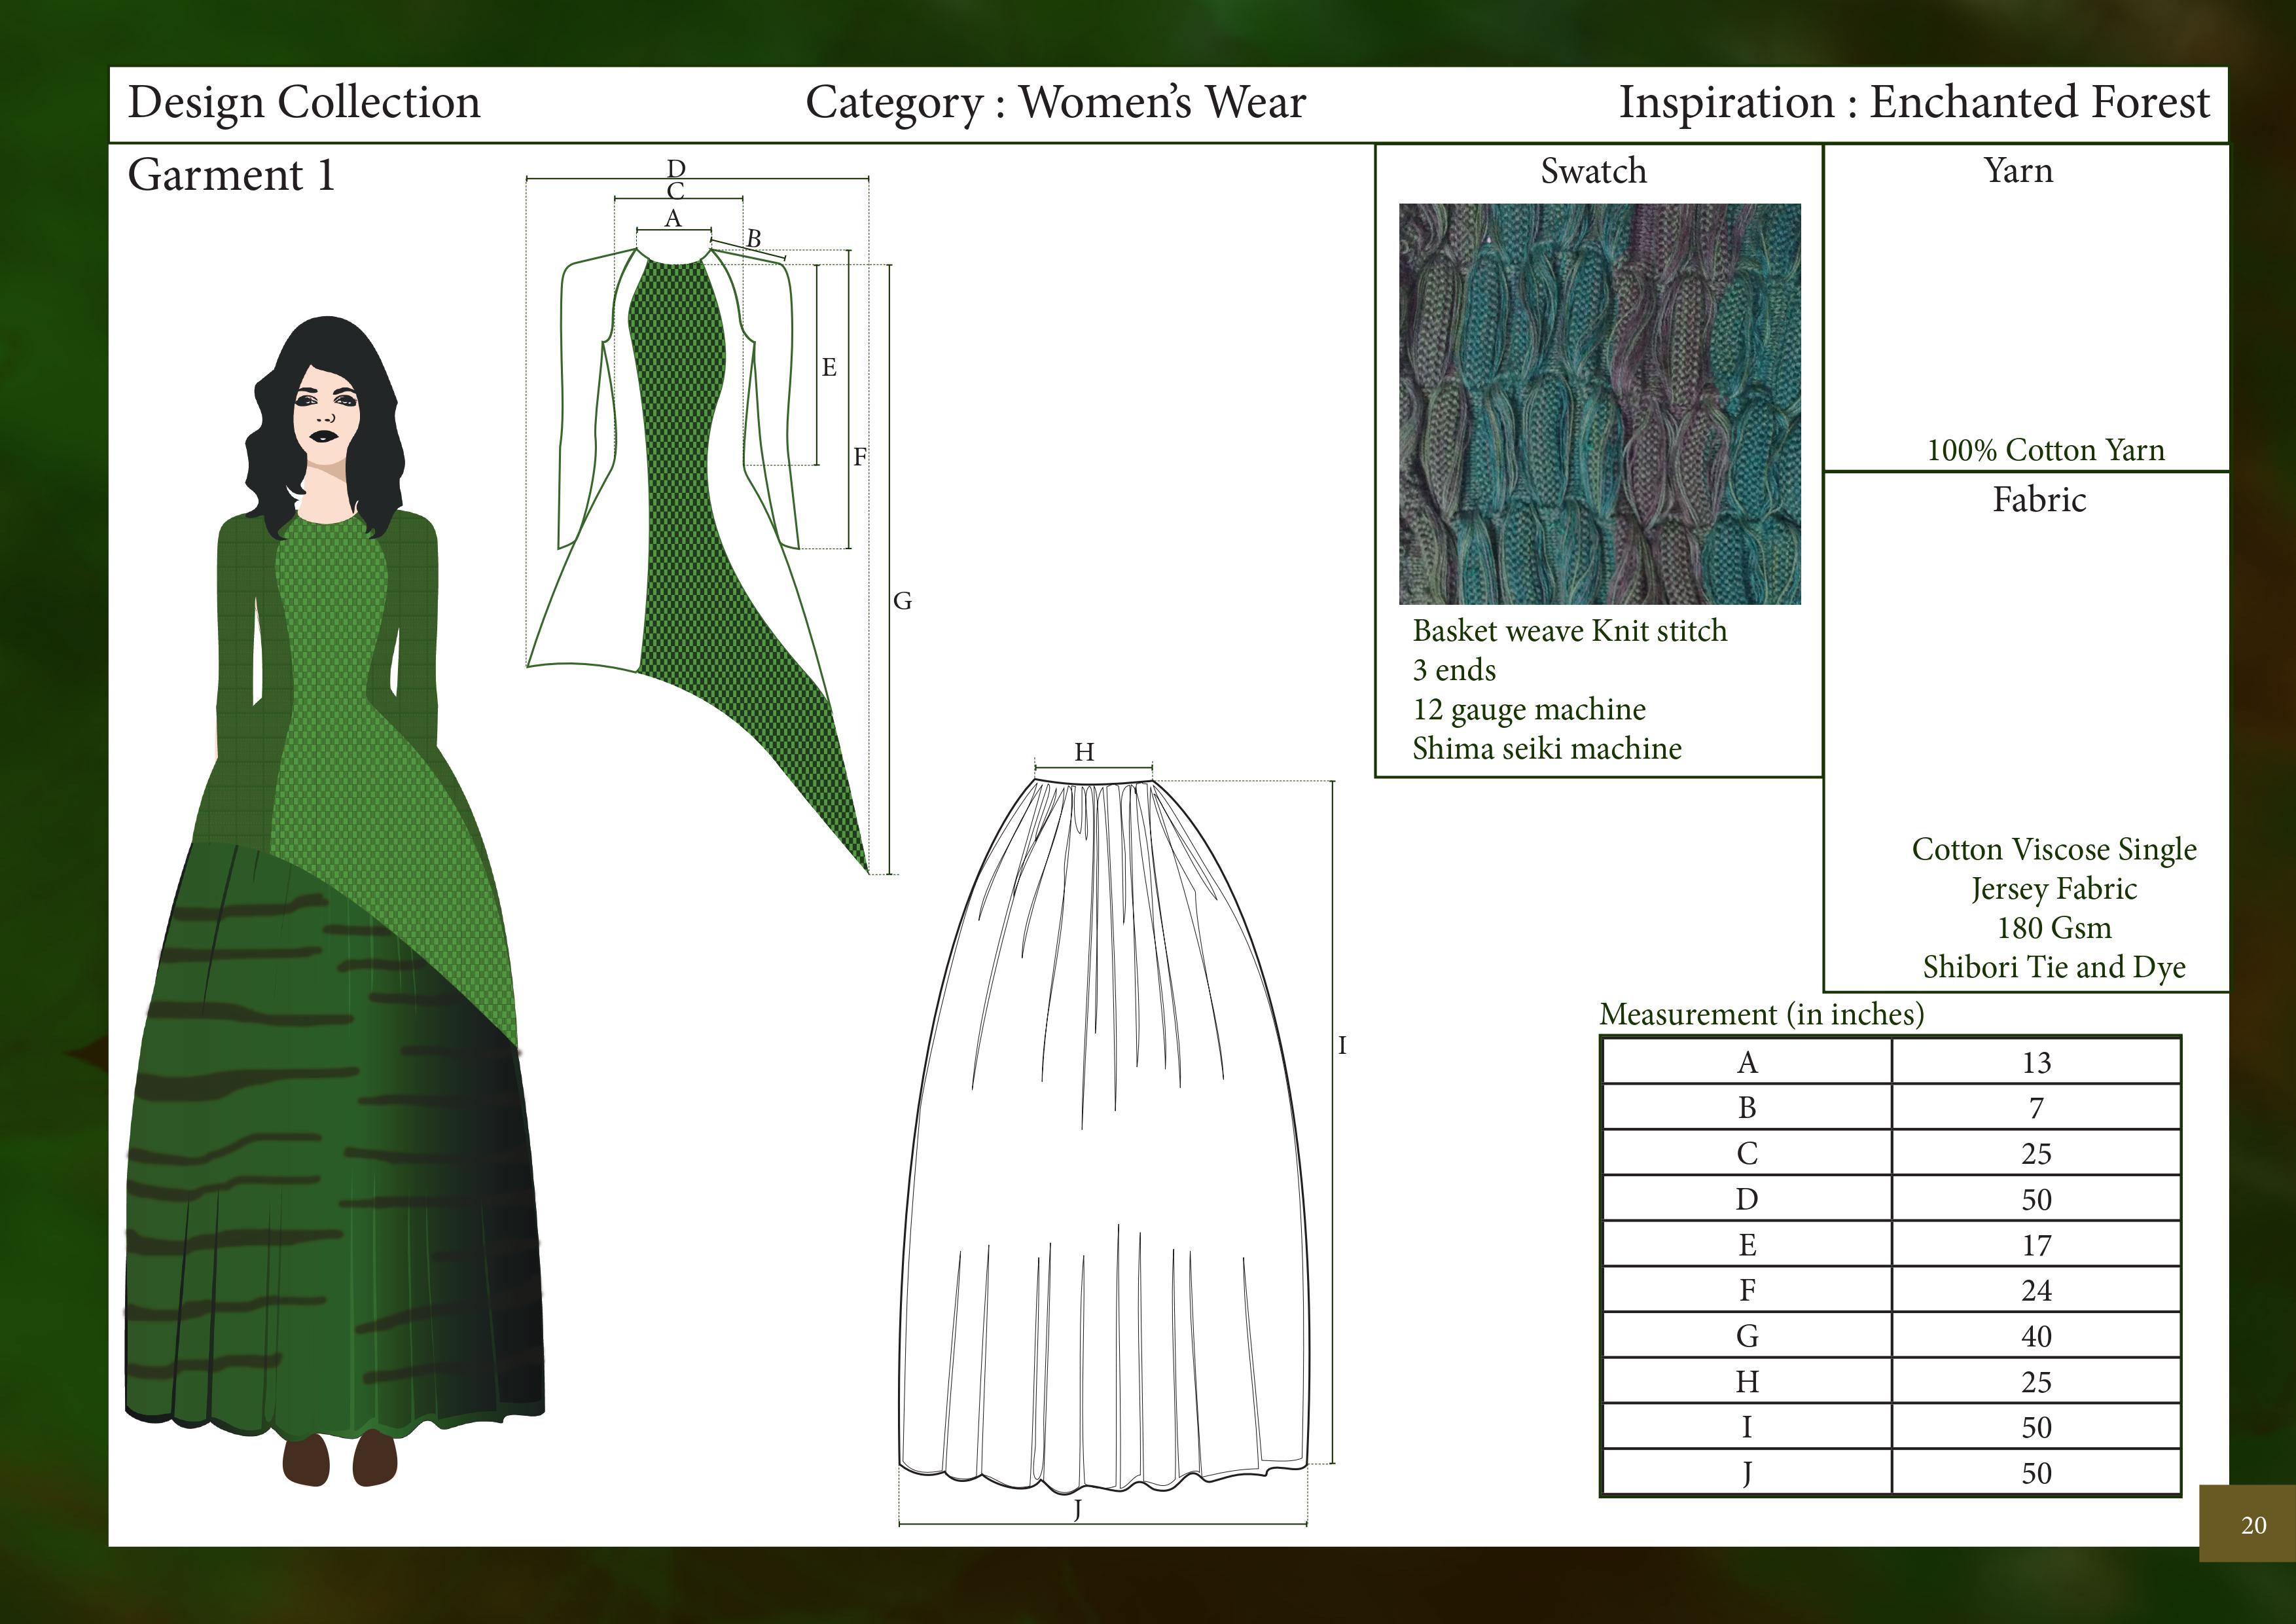 Design Collection
Category : Women's Wear
Inspiration : Enchanted Forest
Garment 1
D
C
A
B
E
F
G
H
I
J
Swatch
Basket weave Knit stitch
3 ends
12 gauge machine
Shima seiki machine
Yarn
100% Cotton Yarn
Fabric
Cotton Viscose Single
Jersey Fabric
180 Gsm
Shibori Tie and Dye
Measurement (in inches)
A 13
B 7
C 25
D 50
E 17
F 24
G 40
H 25
I 50
J 50
20